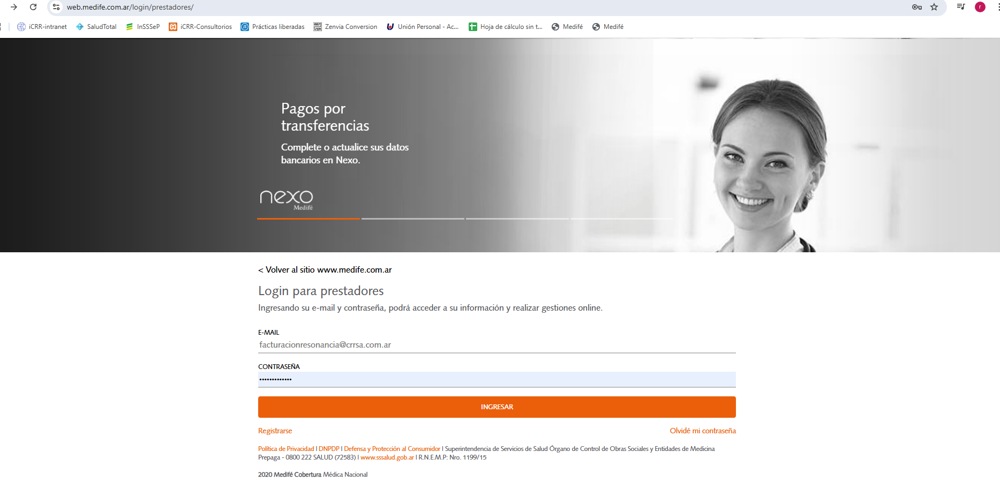 web.medife.com.ar/login/prestadores/
r
iCRR-intranet SaludTotal InSSSeP iCRR-Consultorios Prácticas liberadas Zenvia Conversion Unión Personal - Ac... Hoja de cálculo sin t... Medifé Medifé
Pagos por
transferencias
Complete o actualice sus datos
bancarios en Nexo.
nexo
Medifé
< Volver al sitio www.medife.com.ar
Login para prestadores
Ingresando su e-mail y contraseña, podrá acceder a su información y realizar gestiones online.
E-MAIL
facturacionresonancia@crrsa.com.ar
CONTRASEÑA
•••••••••••••
INGRESAR
Registrarse Olvidé mi contraseña
Política de Privacidad | DNPDP | Defensa y Protección al Consumidor | Superintendencia de Servicios de Salud Órgano de Control de Obras Sociales y Entidades de Medicina
Prepaga - 0800 222 SALUD (72583) | www.sssalud.gob.ar | R.N.E.M.P: Nro. 1199/15
2020 Medifé Cobertura Médica Nacional